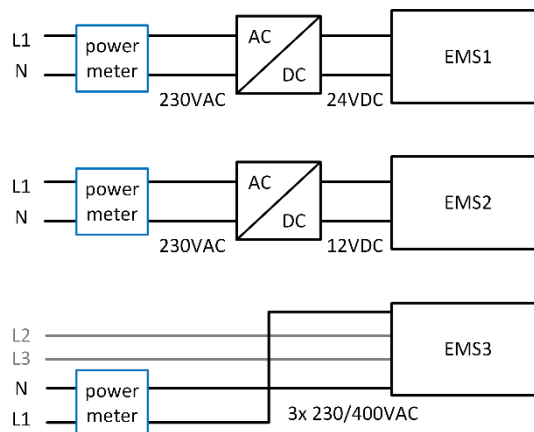 L1
power
meter
AC
EMS1
N
DC
230VAC
24VDC
L1
power
meter
AC
EMS2
N
DC
230VAC
12VDC
L2
EMS3
L3
N
power
meter
L1
3x 230/400VAC